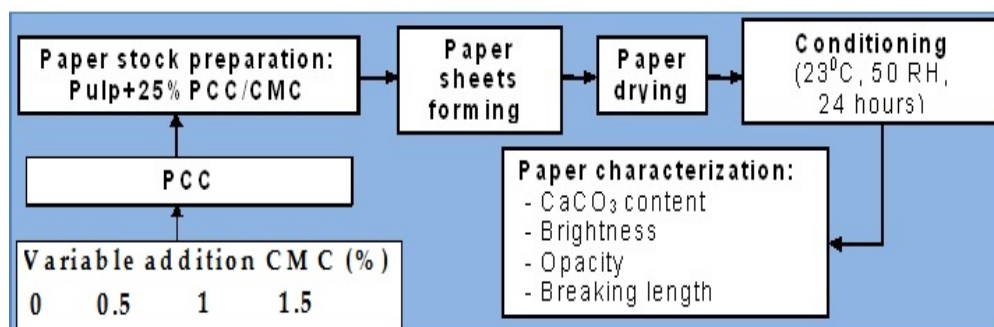 Paper stock preparation:
Pulp+25% PCC/CMC
Paper
sheets
forming
Paper
drying
Conditioning
(23⁰C, 50 RH,
24 hours)
PCC
Variable addition CMC (%)
0 0.5 1 1.5
Paper characterization:
- CaCO₃ content
- Brightness
- Opacity
- Breaking length